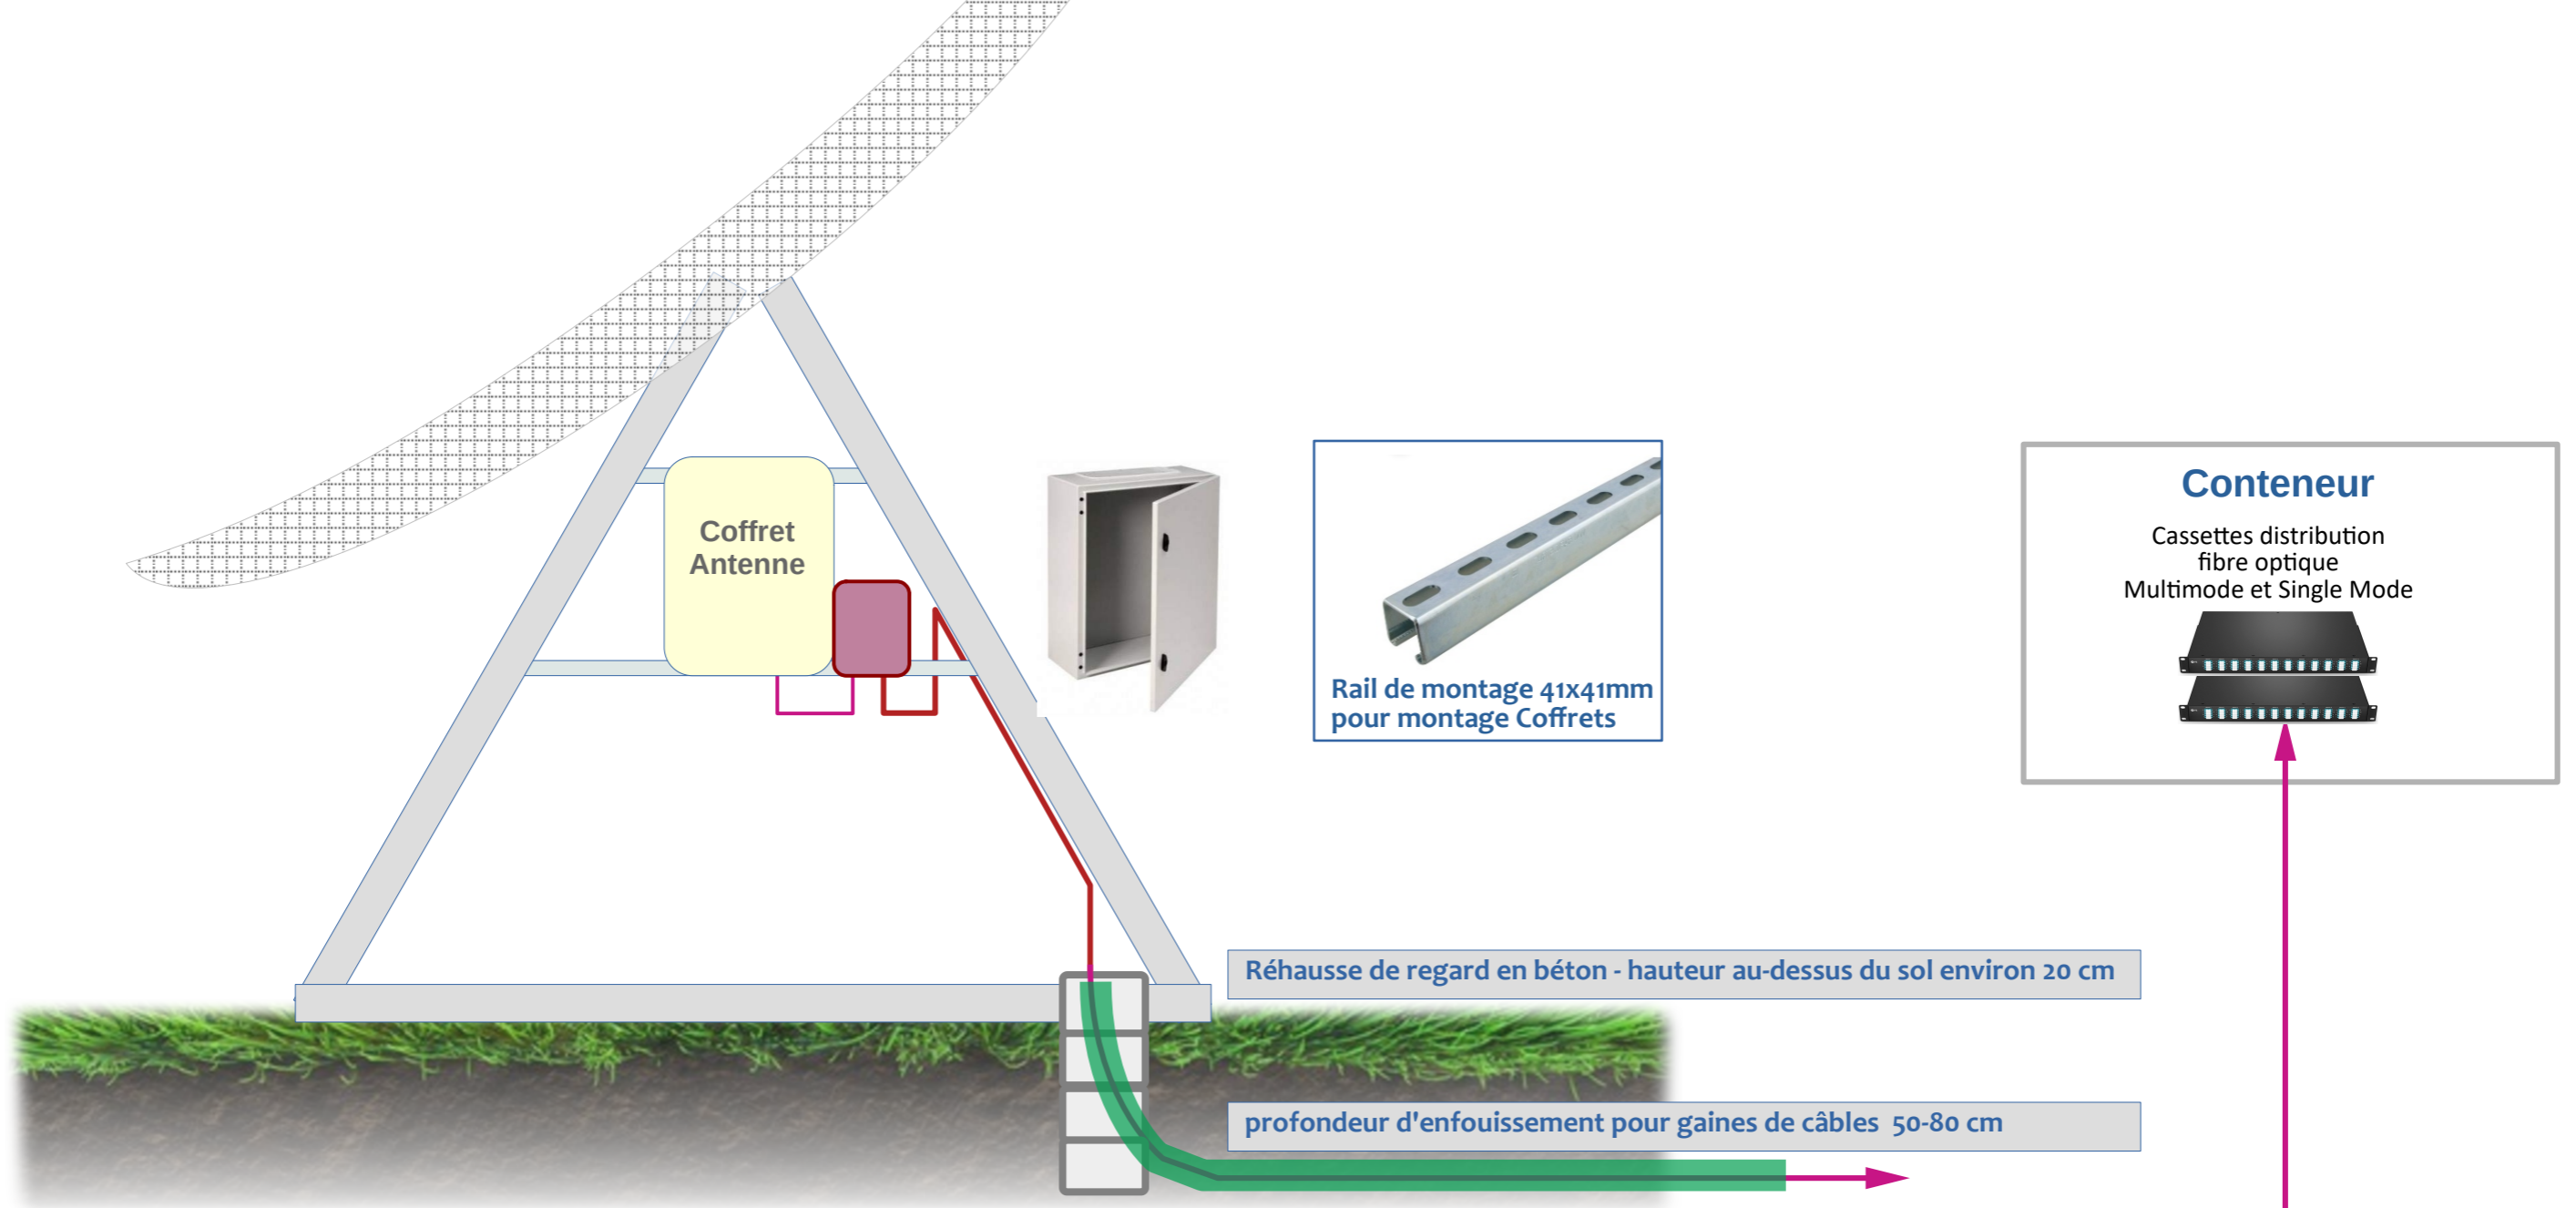 Coffret
Antenne
Rail de montage 41x41mm
pour montage Coffrets
Conteneur
Cassettes distribution
fibre optique
Multimode et Single Mode
Réhausse de regard en béton - hauteur au-dessus du sol environ 20 cm
profondeur d'enfouissement pour gaines de câbles 50-80 cm